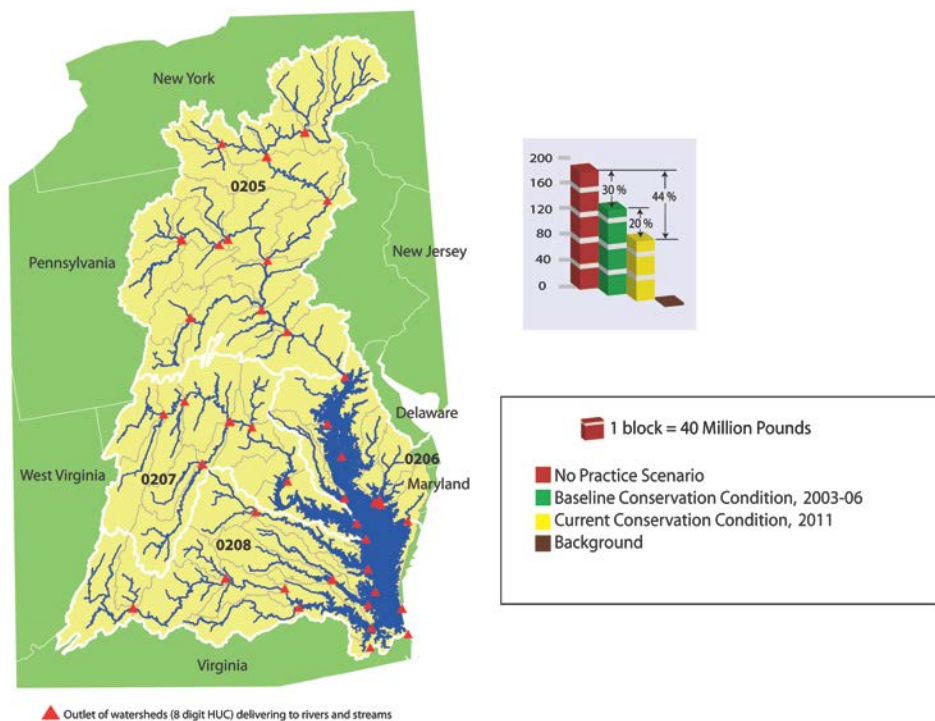 New York
0205
Pennsylvania
New Jersey
Delaware
0206
Maryland
West Virginia
0207
0208
Virginia
Outlet of watersheds (8 digit HUC) delivering to rivers and streams
200
160
120
80
40
0
30 %
44 %
20 %
1 block = 40 Million Pounds
No Practice Scenario
Baseline Conservation Condition, 2003-06
Current Conservation Condition, 2011
Background